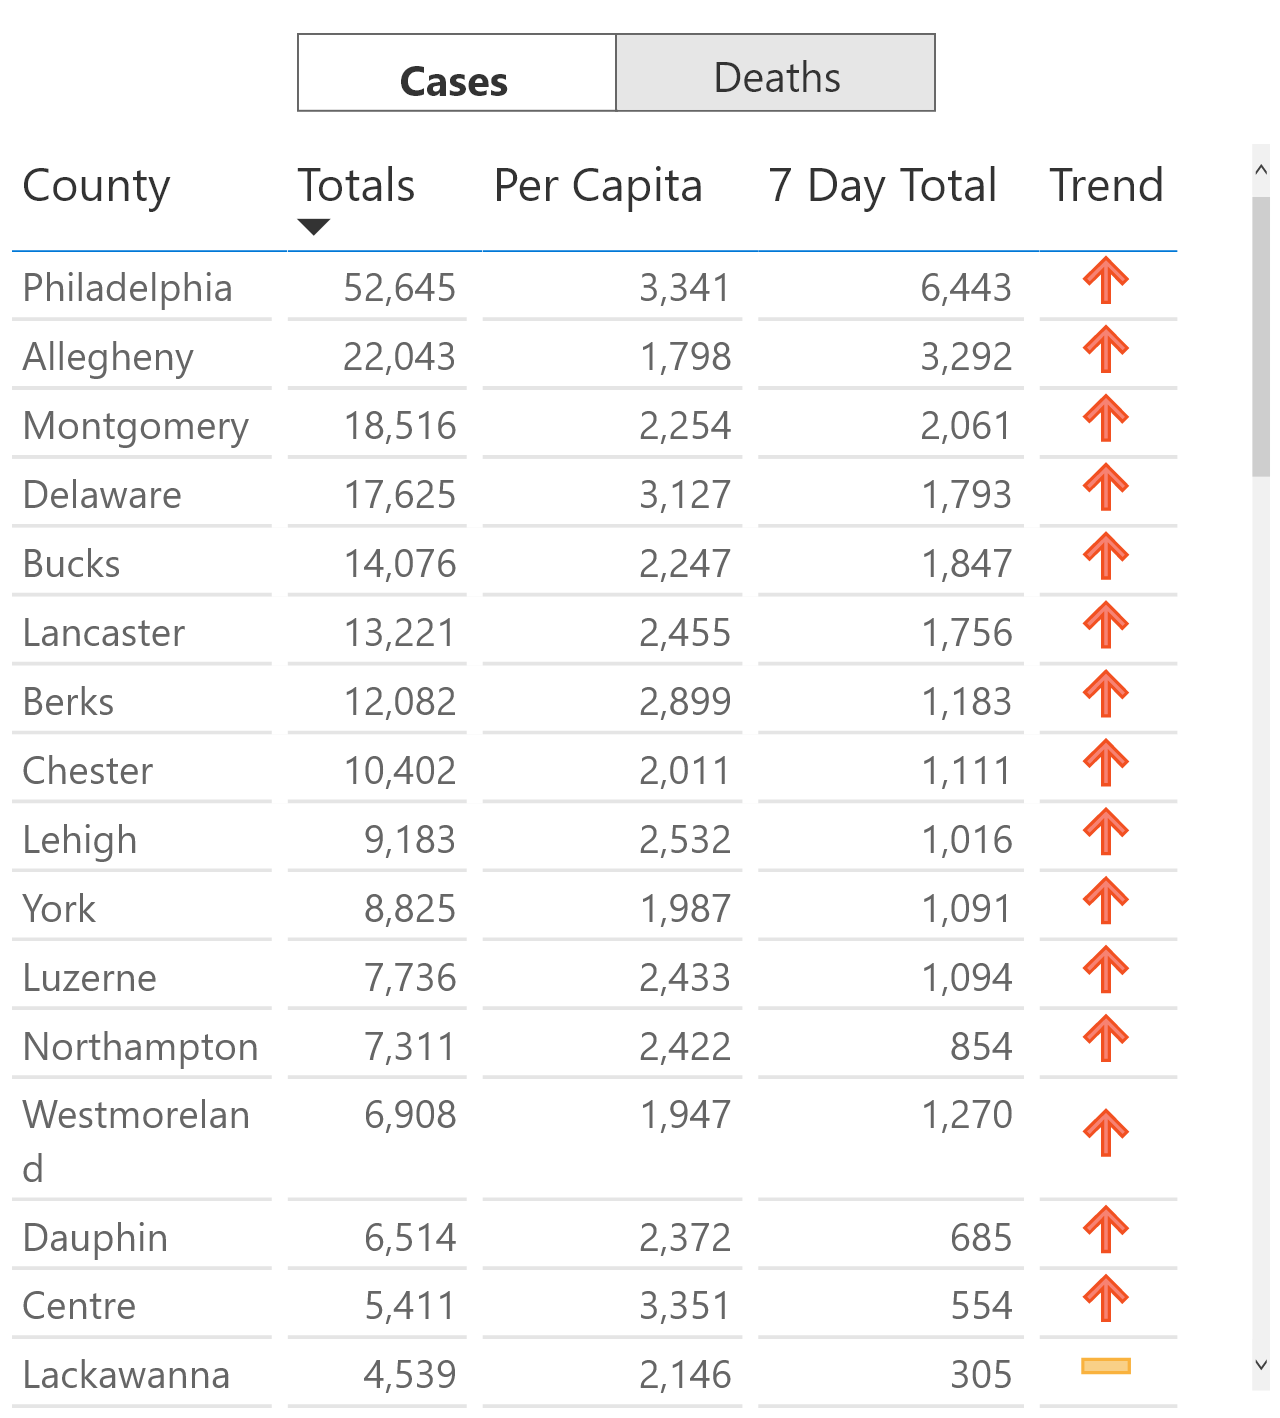 Cases Deaths
County Totals Per Capita 7 Day Total Trend
Philadelphia 52,645 3,341 6,443
Allegheny 22,043 1,798 3,292
Montgomery 18,516 2,254 2,061
Delaware 17,625 3,127 1,793
Bucks 14,076 2,247 1,847
Lancaster 13,221 2,455 1,756
Berks 12,082 2,899 1,183
Chester 10,402 2,011 1,111
Lehigh 9,183 2,532 1,016
York 8,825 1,987 1,091
Luzerne 7,736 2,433 1,094
Northampton 7,311 2,422 854
Westmorelan 6,908 1,947 1,270
d
Dauphin 6,514 2,372 685
Centre 5,411 3,351 554
Lackawanna 4,539 2,146 305